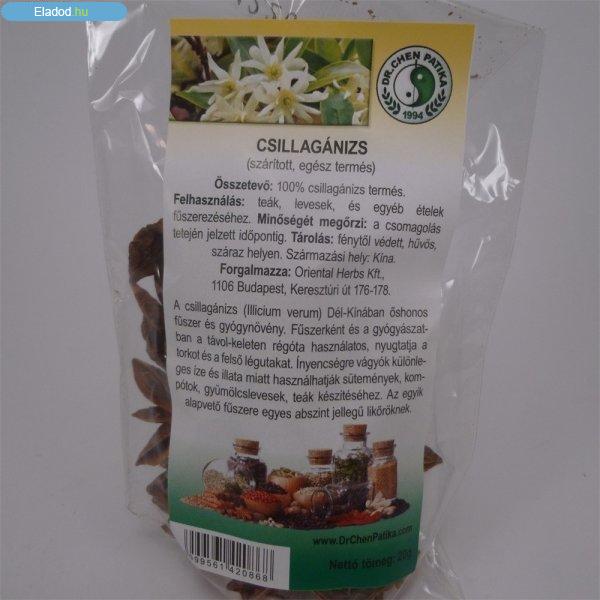 Eladod.hu
DR.CHEN PATIKA
1994
CSILLAGÁNIZS
(szárított, egész termés)
Összetevő: 100% csillagánizs termés.
Felhasználás: teák, levesek, és egyéb ételek
fűszerezéséhez. Minőségét megőrzi: a csomagolás
tetején jelzett időpontig. Tárolás: fénytől védett, hűvös,
száraz helyen. Származási hely: Kína.
Forgalmazza: Oriental Herbs Kft.,
1106 Budapest, Keresztúri út 176-178.
A csillagánizs (Illicium verum) Dél-Kínában őshonos
fűszer és gyógynövény. Fűszerként és a gyógyászat-
ban a távol-keleten régóta használatos, nyugtatja a
torkot és a felső légutakat. Ínyencségre vágyók különle-
ges íze és illata miatt használhatják sütemények, kom-
pótok, gyümölcslevesek, teák készítéséhez. Az egyik
alapvető fűszere egyes abszint jellegű likőröknek.
www.DrChenPatika.com
Nettó tömeg: 20g
99561 420868